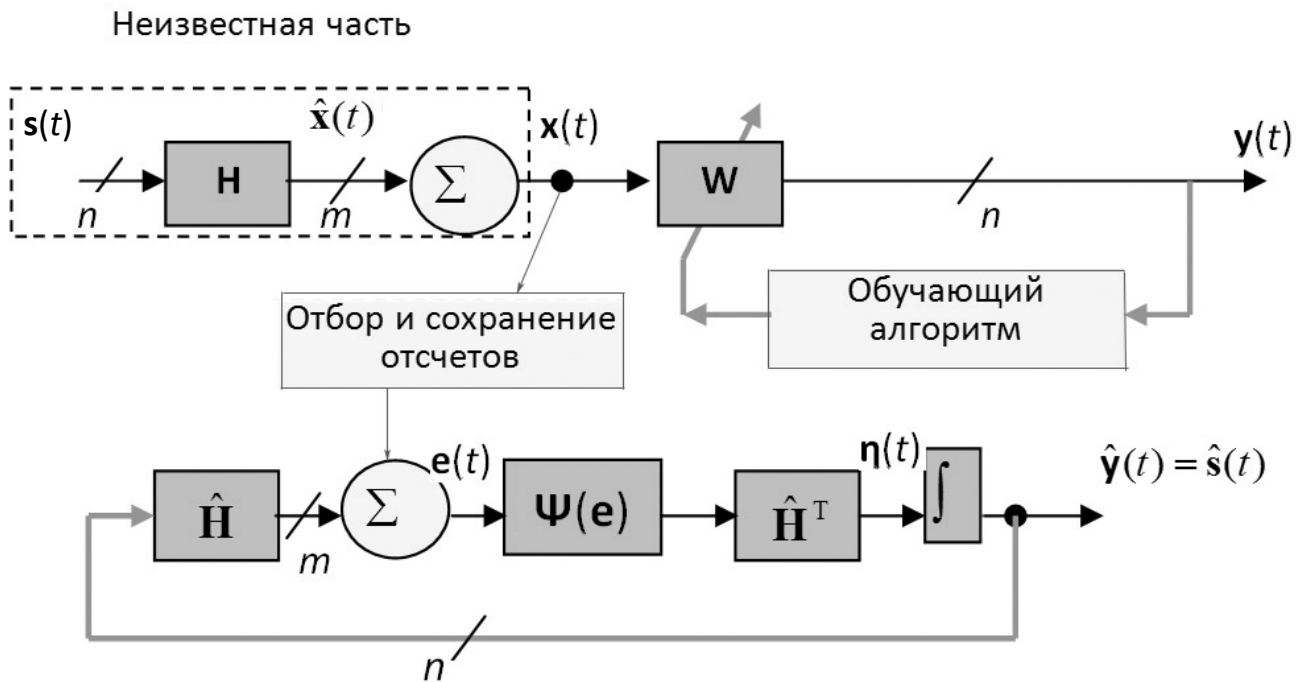 Неизвестная часть
s(t)
n
H
x̂(t)
m
Σ
x(t)
W
n
y(t)
Отбор и сохранение
отсчетов
Обучающий
алгоритм
Ĥ
m
Σ
e(t)
Ψ(e)
Ĥᵀ
η(t)
∫
ŷ(t) = ŝ(t)
n